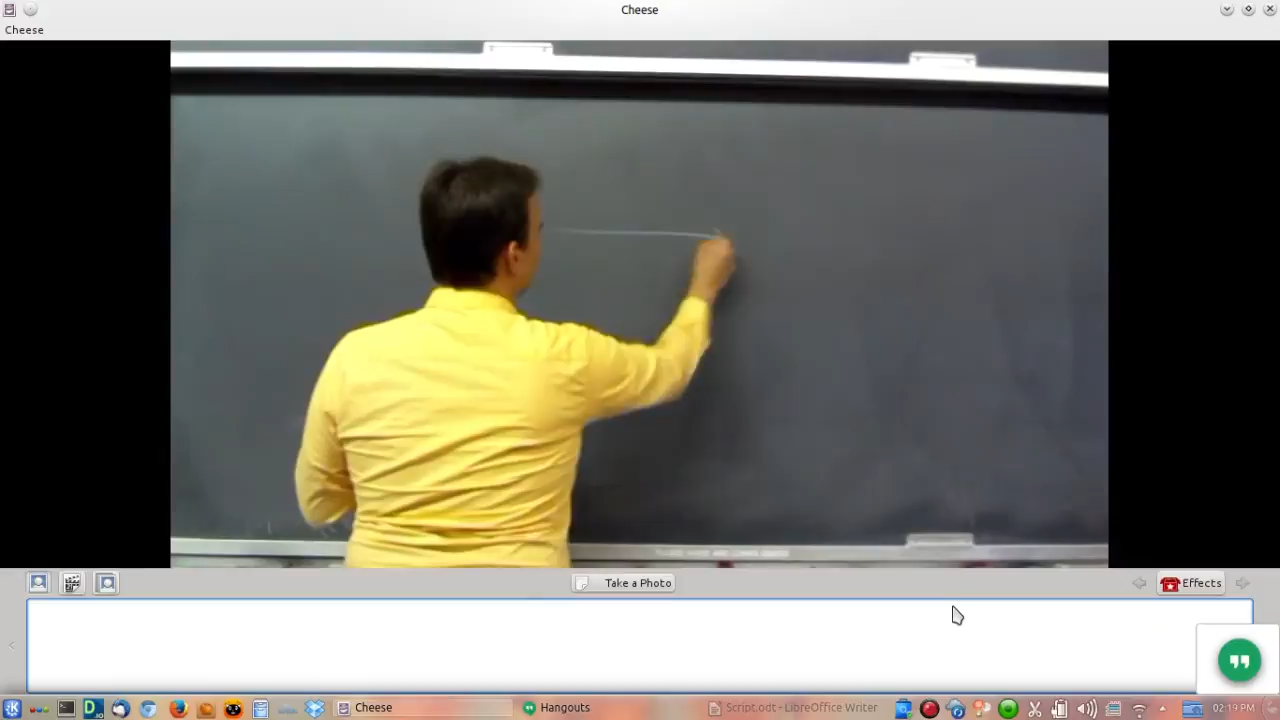 Cheese
Cheese
Take a Photo
Effects
Cheese
Hangouts
Script.odt - LibreOffice Writer
02:19 PM